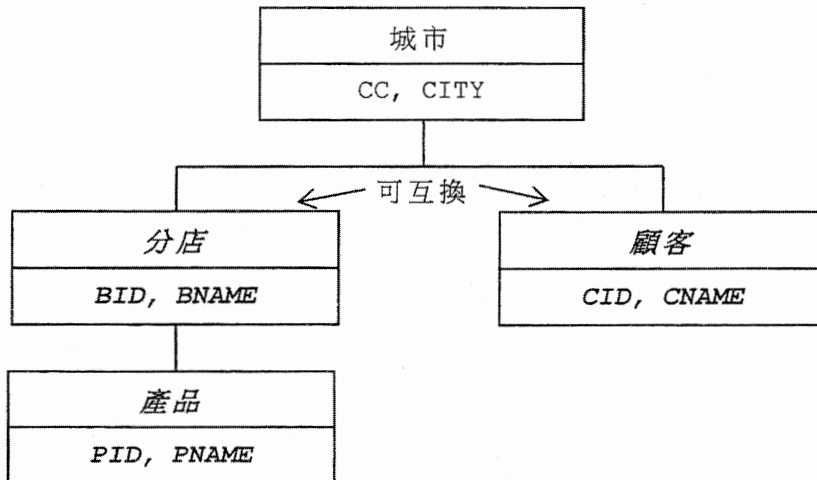 城市
CC, CITY
可互換
分店
BID, BNAME
顧客
CID, CNAME
產品
PID, PNAME